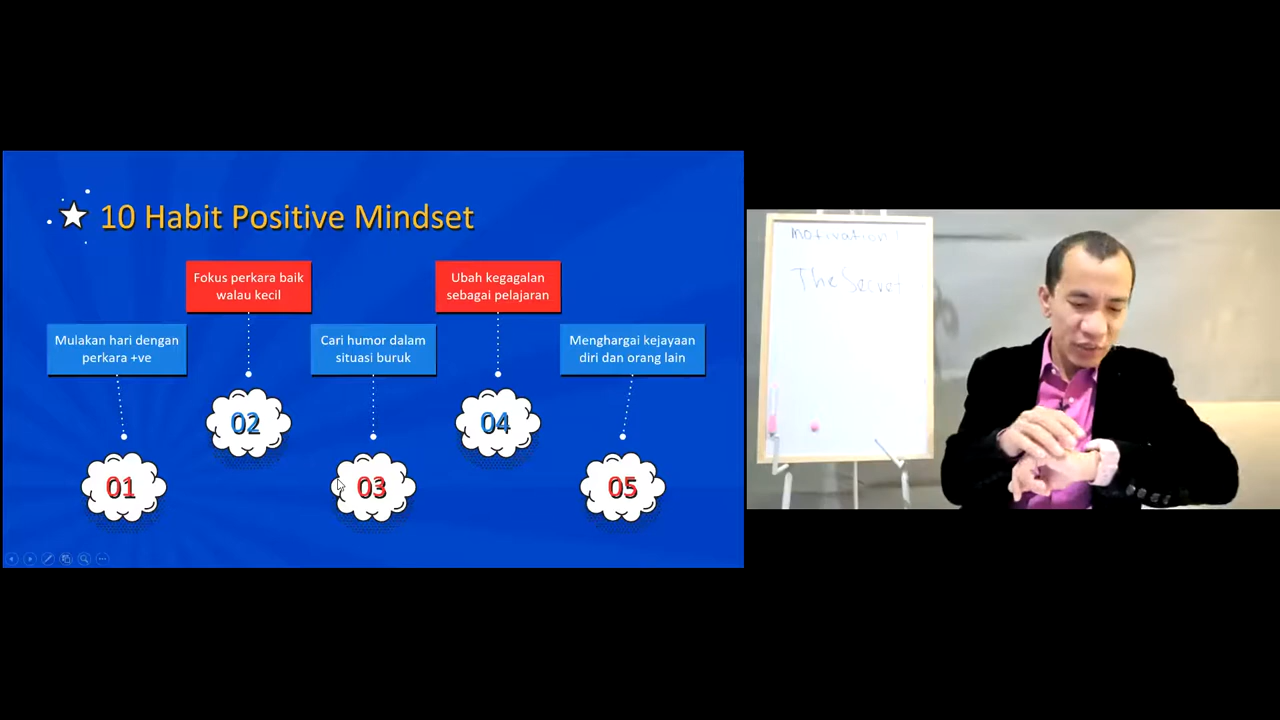 10 Habit Positive Mindset
Mulakan hari dengan
perkara +ve
01
Fokus perkara baik
walau kecil
02
Cari humor dalam
situasi buruk
03
Ubah kegagalan
sebagai pelajaran
04
Menghargai kejayaan
diri dan orang lain
05
Motivation!
The Secret